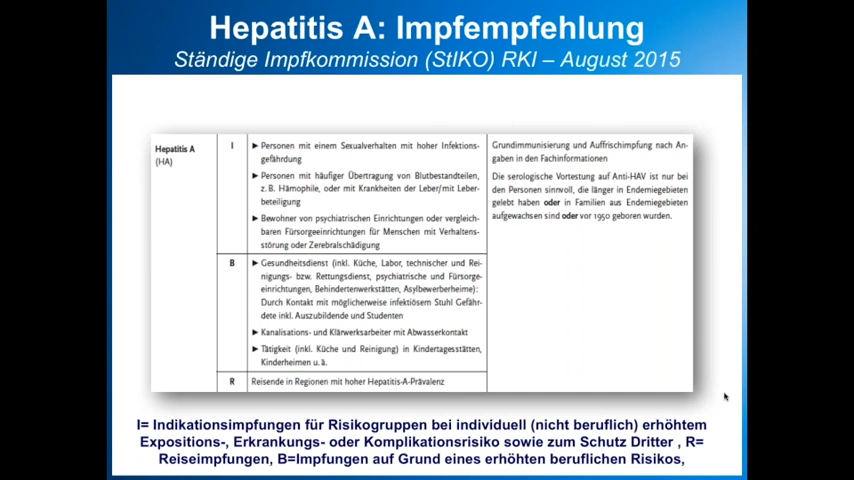 Hepatitis A: Impfempfehlung
Ständige Impfkommission (StIKO) RKI – August 2015
Hepatitis A
(HA)
I
► Personen mit einem Sexualverhalten mit hoher Infektions-
gefährdung
► Personen mit häufiger Übertragung von Blutbestandteilen,
z. B. Hämophile, oder mit Krankheiten der Leber/mit Leber-
beteiligung
► Bewohner von psychiatrischen Einrichtungen oder vergleich-
baren Fürsorgeeinrichtungen für Menschen mit Verhaltens-
störung oder Zerebralschädigung
Grundimmunisierung und Auffrischimpfung nach An-
gaben in den Fachinformationen
Die serologische Vortestung auf Anti-HAV ist nur bei
den Personen sinnvoll, die länger in Endemiegebieten
gelebt haben oder in Familien aus Endemiegebieten
aufgewachsen sind oder vor 1950 geboren wurden.
B
► Gesundheitsdienst (inkl. Küche, Labor, technischer und Rei-
nigungs- bzw. Rettungsdienst, psychiatrische und Fürsorge-
einrichtungen, Behindertenwerkstätten, Asylbewerberheime):
Durch Kontakt mit möglicherweise infektiösem Stuhl Gefähr-
dete inkl. Auszubildende und Studenten
► Kanalisations- und Klärwerksarbeiter mit Abwasserkontakt
► Tätigkeit (inkl. Küche und Reinigung) in Kindertagesstätten,
Kinderheimen u. ä.
R
Reisende in Regionen mit hoher Hepatitis-A-Prävalenz
I= Indikationsimpfungen für Risikogruppen bei individuell (nicht beruflich) erhöhtem
Expositions-, Erkrankungs- oder Komplikationsrisiko sowie zum Schutz Dritter , R=
Reiseimpfungen, B=Impfungen auf Grund eines erhöhten beruflichen Risikos,